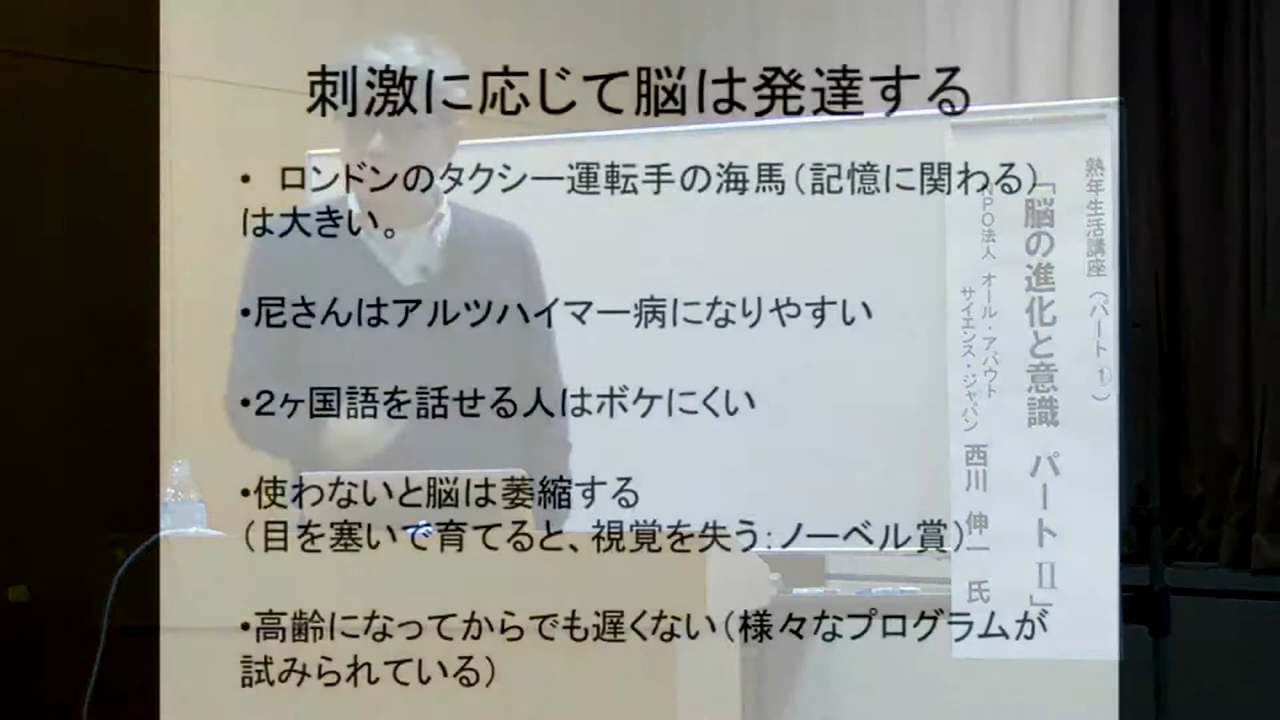 刺激に応じて脳は発達する
• ロンドンのタクシー運転手の海馬（記憶に関わる）
は大きい。
•尼さんはアルツハイマー病になりやすい
•２ヶ国語を話せる人はボケにくい
•使わないと脳は萎縮する
（目を塞いで育てると、視覚を失う：ノーベル賞）
•高齢になってからでも遅くない（様々なプログラムが
試みられている）
熟年生活講座（パート①）
「脳の進化と意識 パートⅡ」
NPO法人 オール・アバウト
サイエンス・ジャパン 西川 伸一 氏